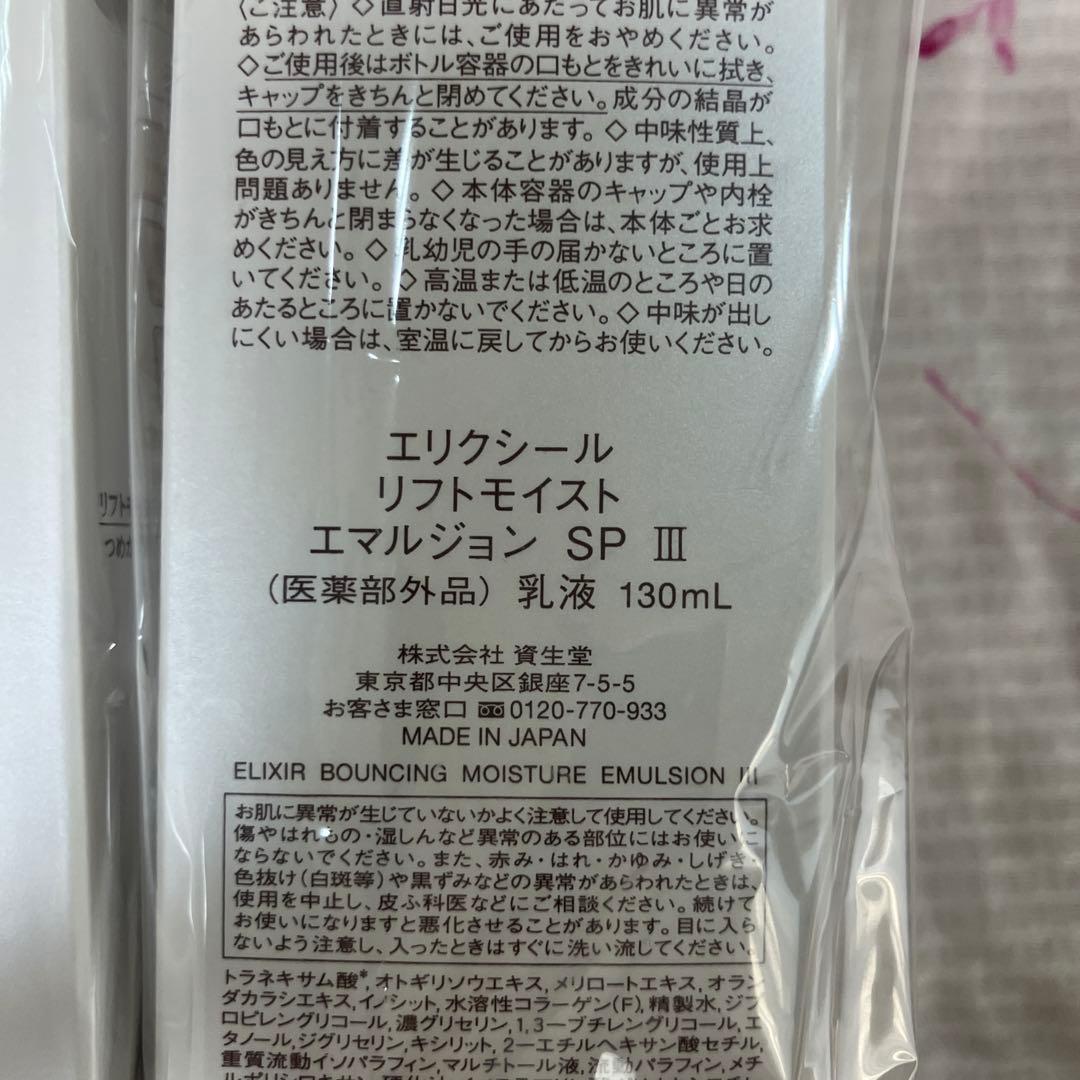 〈ご注意〉◇直射日光にあたってお肌に異常が
あらわれたときには、ご使用をおやめください。
◇ご使用後はボトル容器の口もとをきれいに拭き、
キャップをきちんと閉めてください。成分の結晶が
口もとに付着することがあります。◇中味性質上、
色の見え方に差が生じることがありますが、使用上
問題ありません。◇本体容器のキャップや内栓
がきちんと閉まらなくなった場合は、本体ごとお求
めください。◇乳幼児の手の届かないところに置
いてください。◇高温または低温のところや日の
あたるところに置かないでください。◇中味が出し
にくい場合は、室温に戻してからお使いください。
エリクシール
リフトモイスト
エマルジョン SP Ⅲ
（医薬部外品）乳液 130mL
株式会社 資生堂
東京都中央区銀座7-5-5
お客さま窓口 0120-770-933
MADE IN JAPAN
ELIXIR BOUNCING MOISTURE EMULSION III
お肌に異常が生じていないかよく注意して使用してください。
傷やはれもの・湿しんなど異常のある部位にはお使いに
ならないでください。また、赤み・はれ・かゆみ・しげき・
色抜け（白斑等）や黒ずみなどの異常があらわれたときは、
使用を中止し、皮ふ科医などにご相談ください。続けて
お使いになりますと悪化させることがあります。目に入ら
ないよう注意し、入ったときはすぐに洗い流してください。
トラネキサム酸*,オトギリソウエキス,メリロートエキス,オラン
ダカラシエキス,イノシット,水溶性コラーゲン(F),精製水,ジプ
ロピレングリコール,濃グリセリン,1,3－ブチレングリコール,エ
タノール,ジグリセリン,キシリット,2－エチルヘキサン酸セチル,
重質流動イソパラフィン,マルチトール液,流動パラフィン,メチ
リフトモ
つめか